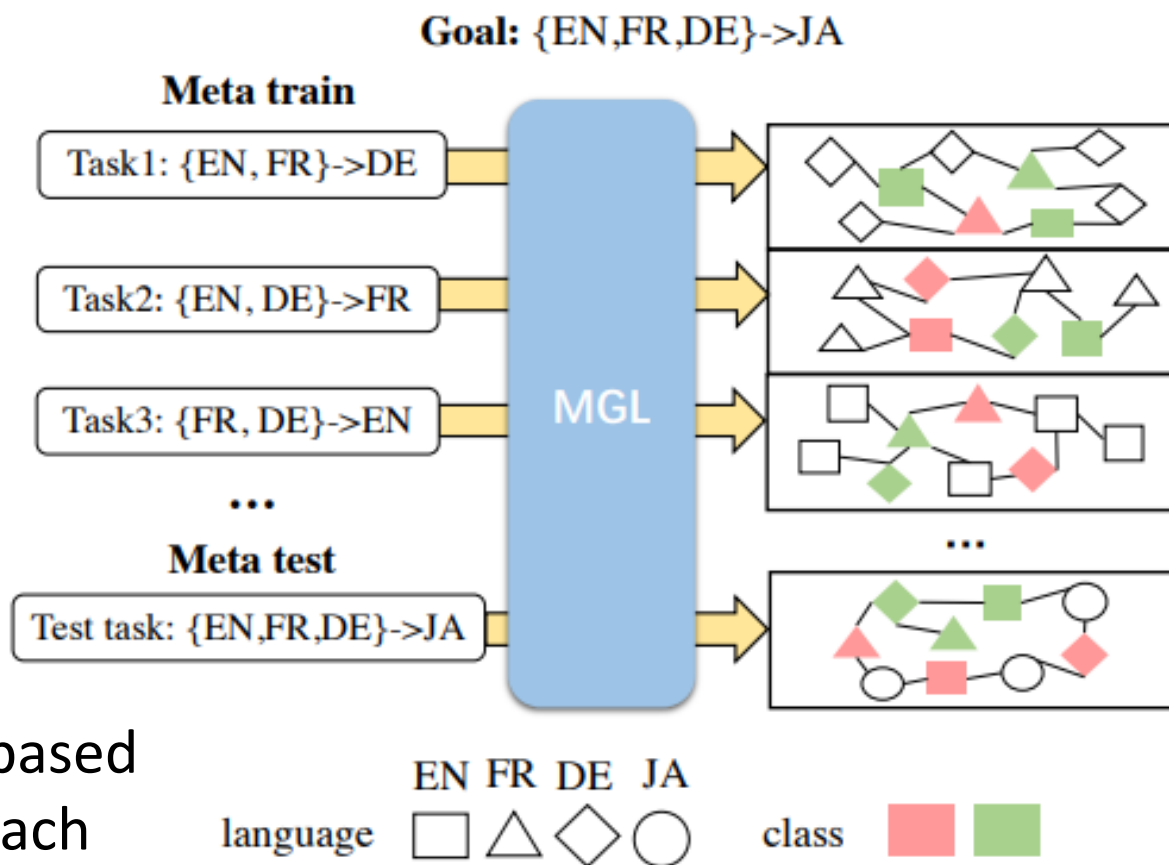 Goal: {EN,FR,DE}->JA
Meta train
Task1: {EN, FR}->DE
Task2: {EN, DE}->FR
Task3: {FR, DE}->EN
...
MGL
...
Meta test
Test task: {EN,FR,DE}->JA
based
ach
EN FR DE JA
language
class